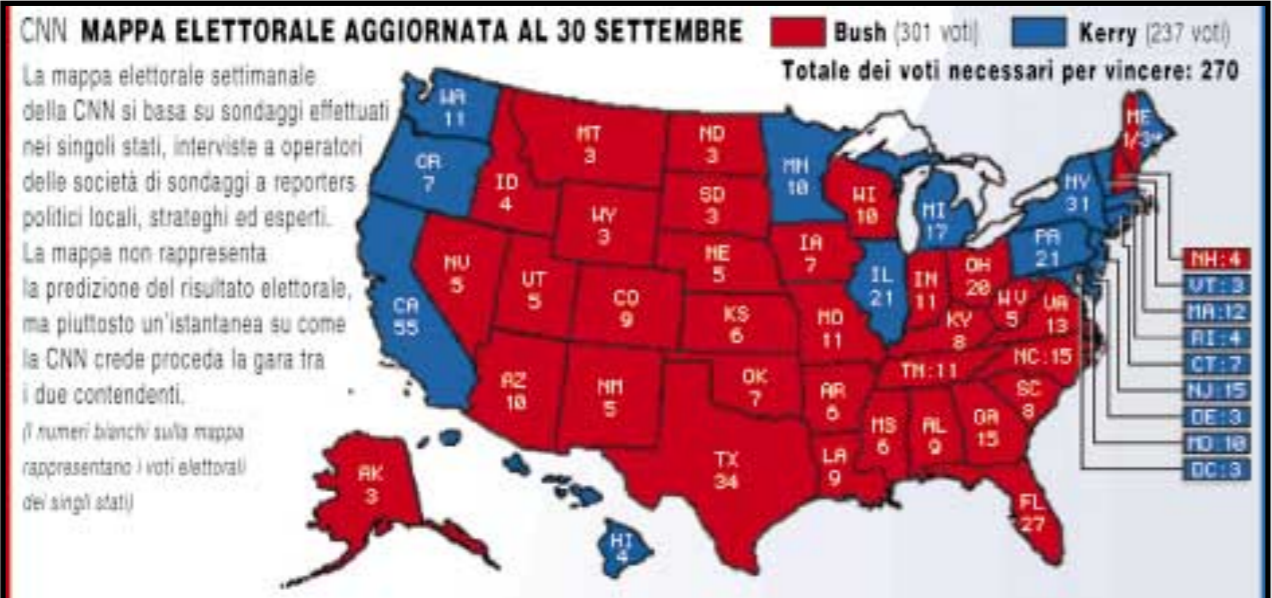 CNN MAPPA ELETTORALE AGGIORNATA AL 30 SETTEMBRE
Bush (301 voti)
Kerry (237 voti)
Totale dei voti necessari per vincere: 270
La mappa elettorale settimanale
della CNN si basa su sondaggi effettuati
nei singoli stati, interviste a operatori
delle società di sondaggi a reporters
politici locali, strateghi ed esperti.
La mappa non rappresenta
la predizione del risultato elettorale,
ma piuttosto un'istantanea su come
la CNN crede proceda la gara tra
i due contendenti.
(I numeri bianchi sulla mappa
rappresentano i voti elettorali
dei singli stati)
WA
11
OR
7
CA
55
ID
4
NV
5
MT
3
WY
3
UT
5
CO
9
AZ
10
NM
5
ND
3
SD
3
NE
5
KS
6
OK
7
TX
34
MN
10
IA
7
MO
11
AR
6
LA
9
WI
10
IL
21
MI
17
IN
11
OH
20
KY
8
TN:11
MS
6
AL
9
GA
15
FL
27
SC
8
NC:15
WV
5
VA
13
PA
21
NY
31
ME
1/3*
AK
3
HI
4
NH:4
VT:3
MA:12
RI:4
CT:7
NJ:15
DE:3
MD:10
DC:3